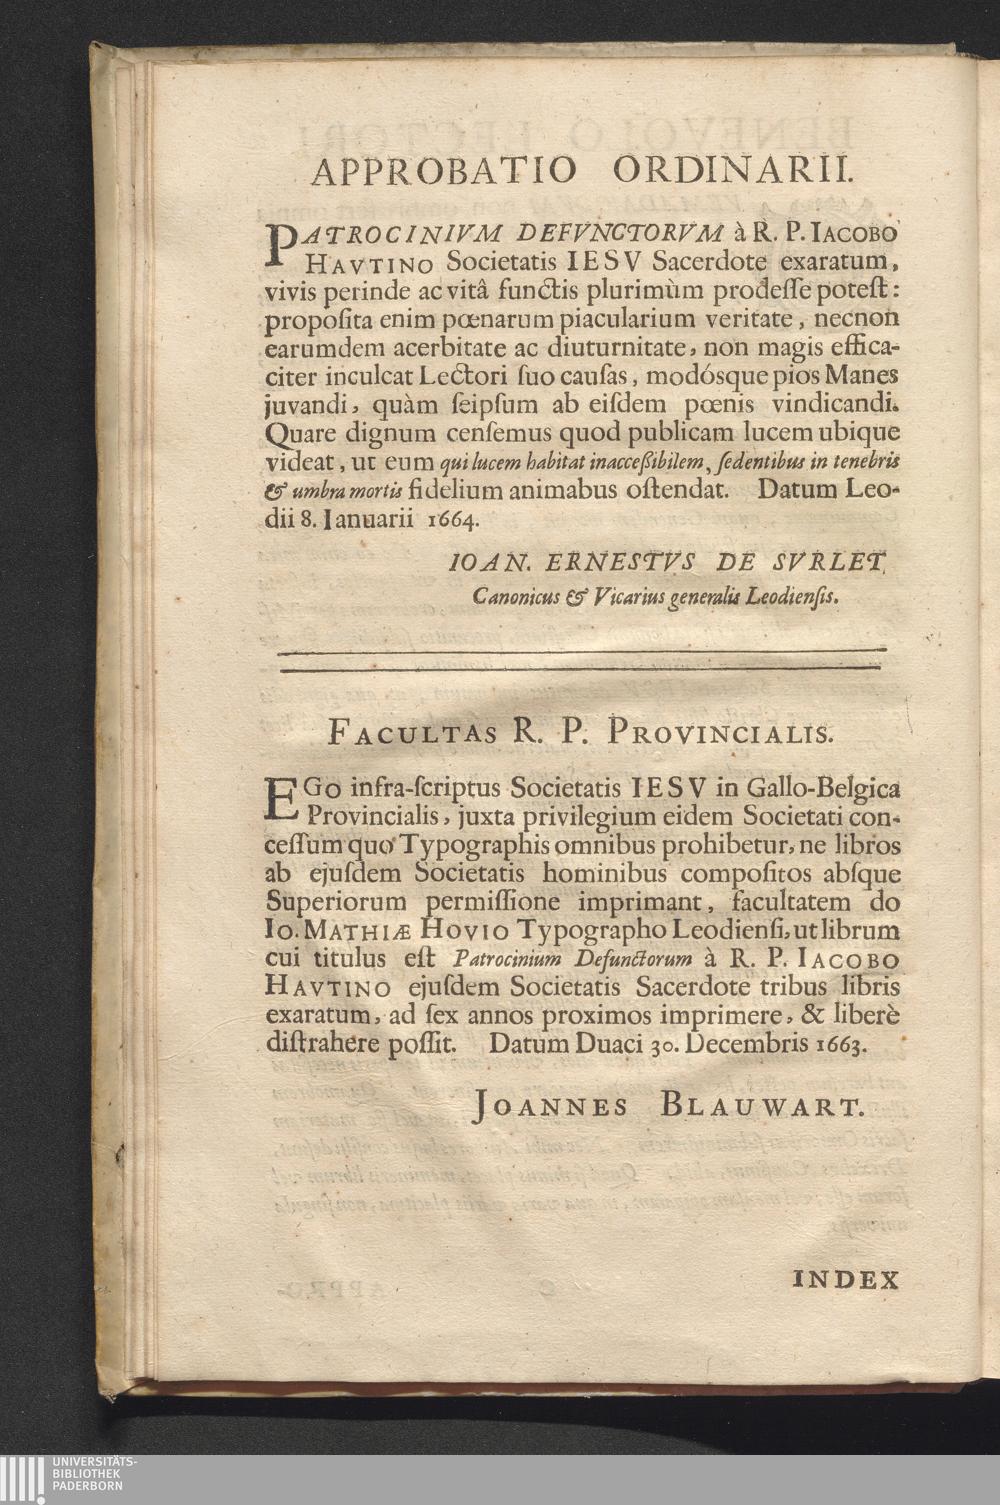 APPROBATIO ORDINARII.
PATROCINIVM DEFVNCTORVM à R. P. IACOBO
HAVTINO Societatis IESV Sacerdote exaratum,
vivis perinde ac vitâ functis plurimùm prodeſſe poteſt:
propoſita enim pœnarum piacularium veritate, necnon
earumdem acerbitate ac diuturnitate, non magis effica-
citer inculcat Lectori ſuo cauſas, modósque pios Manes
juvandi, quàm ſeipſum ab eiſdem pœnis vindicandi.
Quare dignum cenſemus quod publicam lucem ubique
videat, ut eum qui lucem habitat inacceßibilem, ſedentibus in tenebris
& umbra mortis fidelium animabus oſtendat. Datum Leo-
dii 8. Ianuarii 1664.
IOAN. ERNESTVS DE SVRLET
Canonicus & Vicarius generalis Leodienſis.
FACULTAS R. P. PROVINCIALIS.
EGo infra-ſcriptus Societatis IESV in Gallo-Belgica
Provincialis, juxta privilegium eidem Societati con-
ceſſum quo Typographis omnibus prohibetur, ne libros
ab ejuſdem Societatis hominibus compoſitos abſque
Superiorum permiſſione imprimant, facultatem do
Io. MATHIÆ HOVIO Typographo Leodienſi, ut librum
cui titulus eſt Patrocinium Defunctorum à R. P. IACOBO
HAVTINO ejuſdem Societatis Sacerdote tribus libris
exaratum, ad ſex annos proximos imprimere, & liberè
diſtrahere poſſit. Datum Duaci 30. Decembris 1663.
JOANNES BLAUWART.
INDEX
UNIVERSITÄTS-
BIBLIOTHEK
PADERBORN